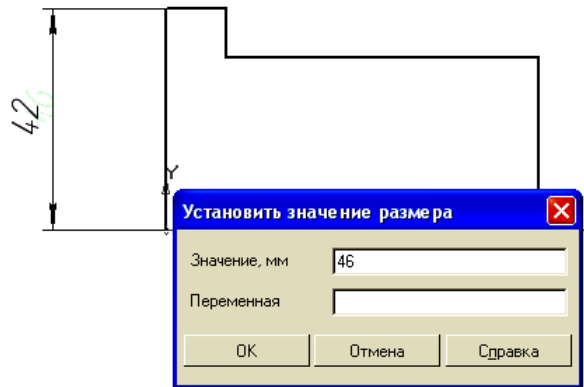 42
Y
Установить значение размера
Значение, мм
46
Переменная
OK
Отмена
Справка